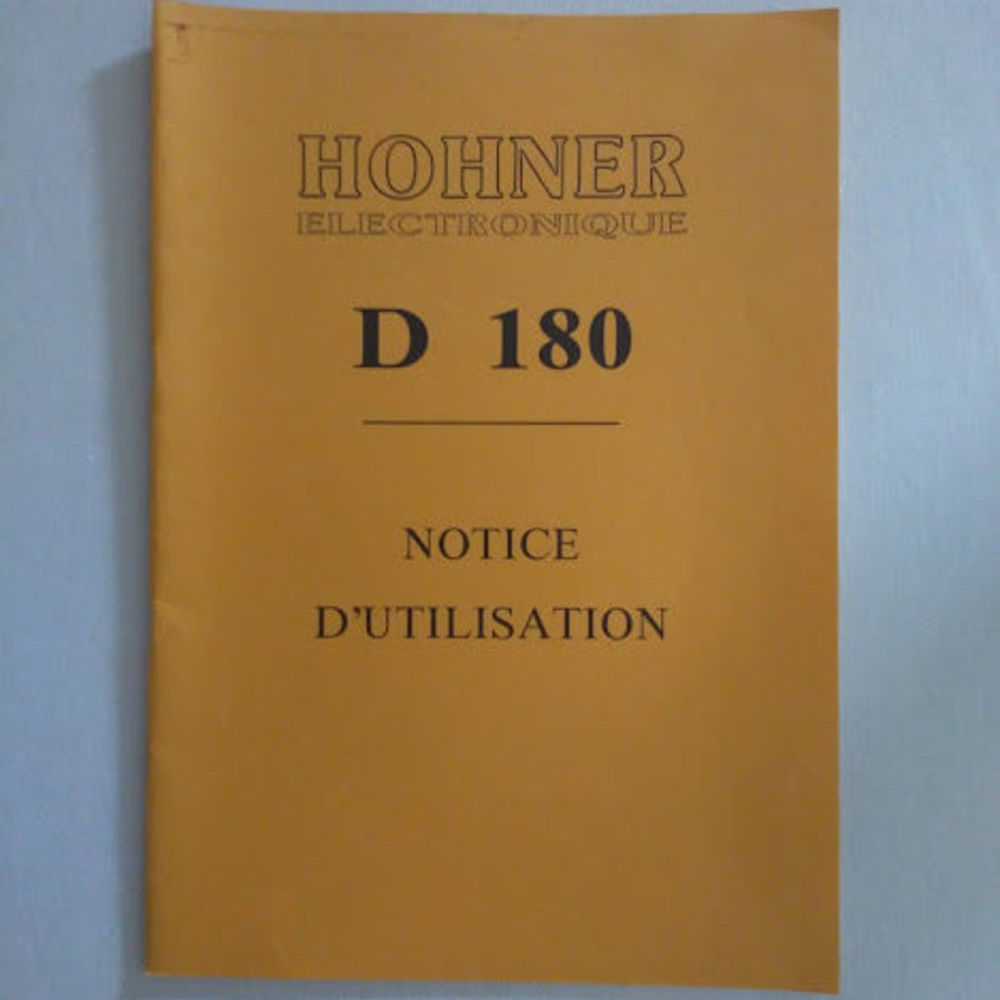 HOHNER
ELECTRONIQUE
D 180
NOTICE
D'UTILISATION